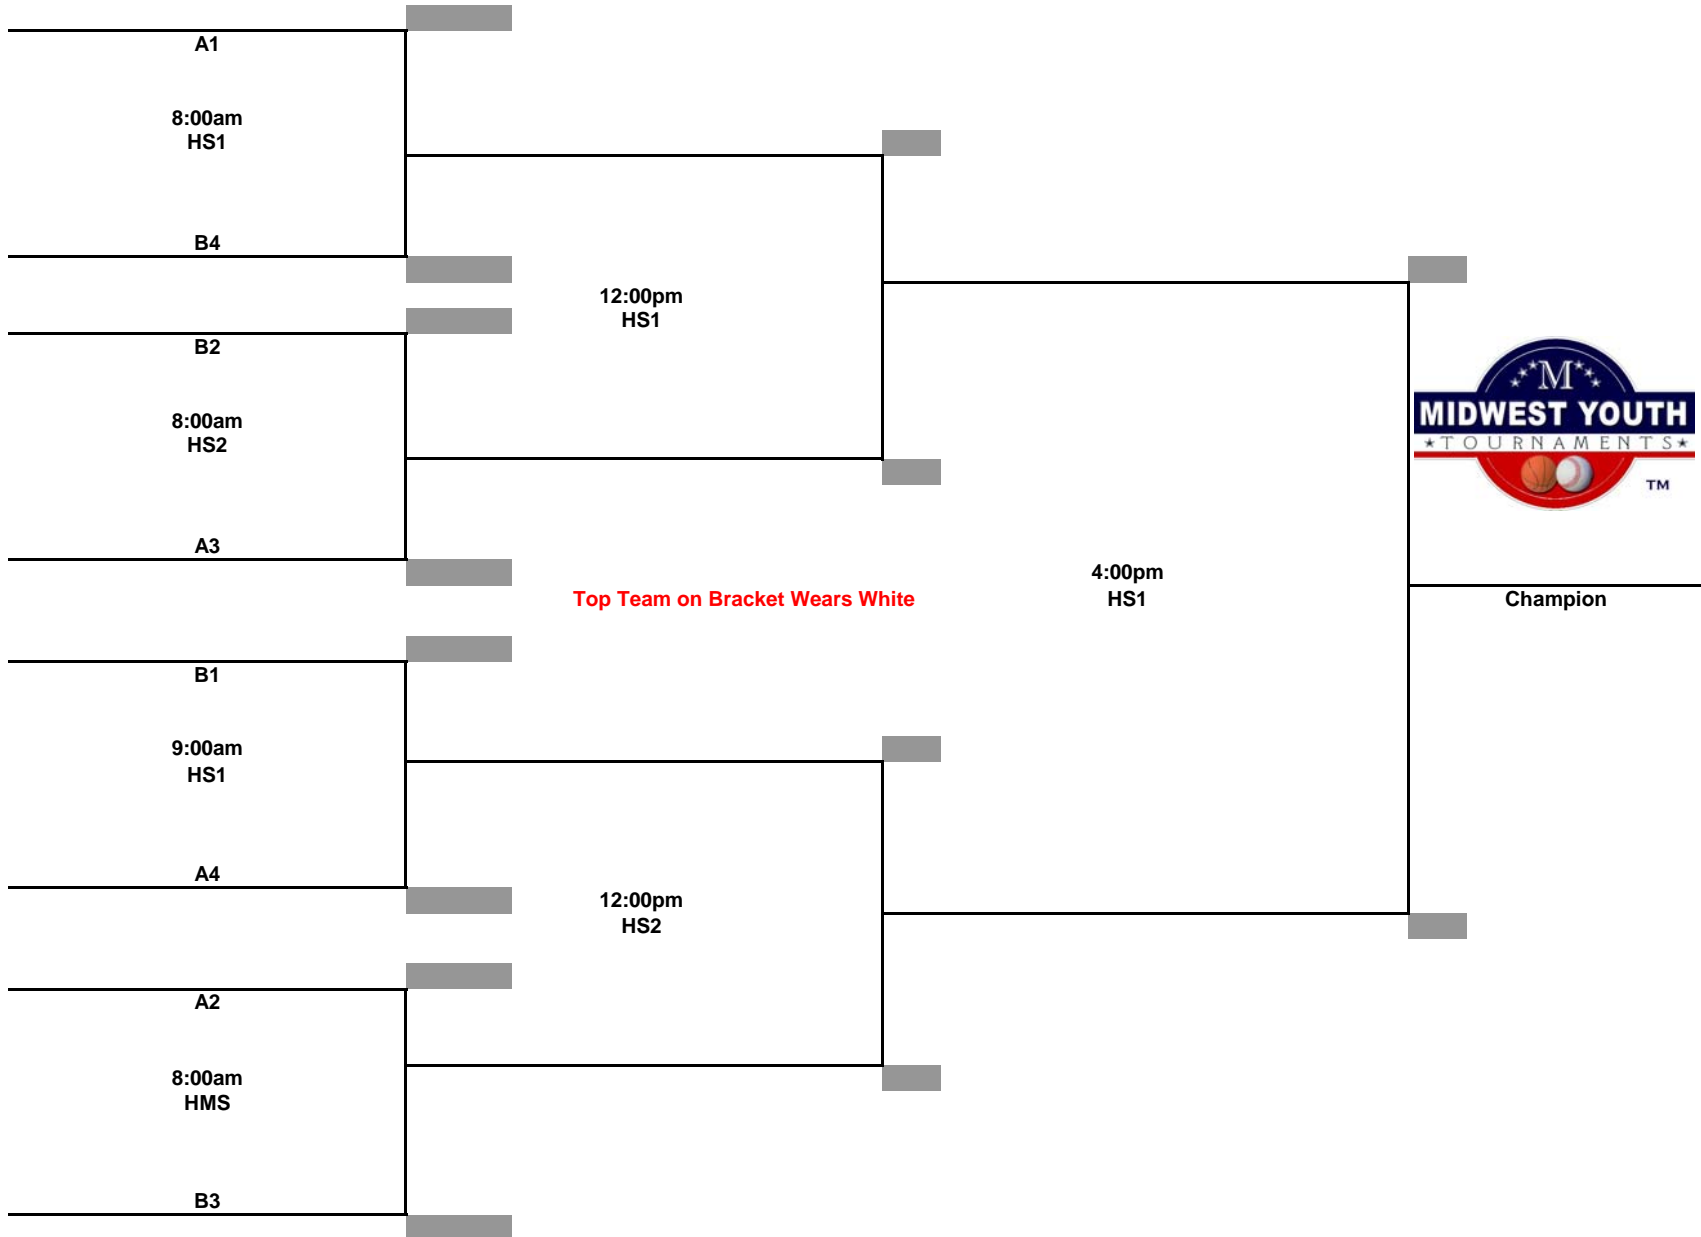 A1
8:00am
HS1
B4
12:00pm
HS1
B2
8:00am
HS2
A3
M
MIDWEST YOUTH
★TOURNAMENTS★
TM
Top Team on Bracket Wears White
4:00pm
HS1
Champion
B1
9:00am
HS1
A4
12:00pm
HS2
A2
8:00am
HMS
B3